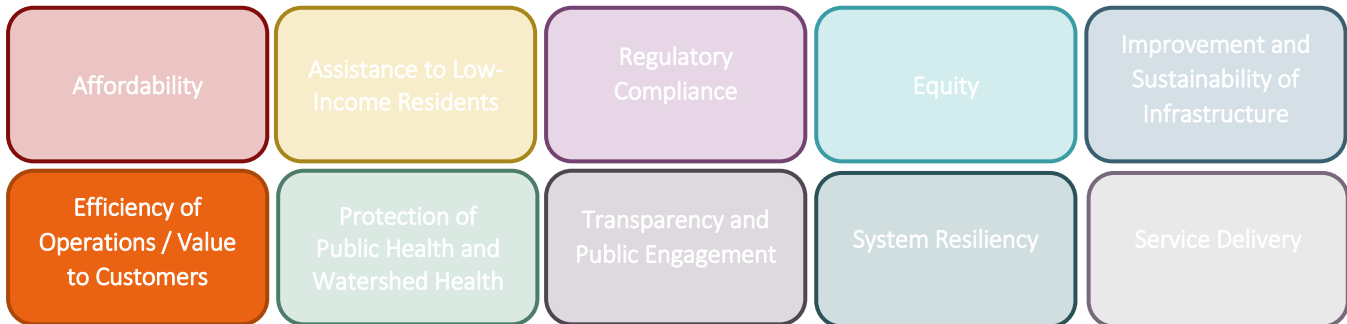 Affordability
Assistance to Low-
Income Residents
Regulatory
Compliance
Equity
Improvement and
Sustainability of
Infrastructure
Efficiency of
Operations / Value
to Customers
Protection of
Public Health and
Watershed Health
Transparency and
Public Engagement
System Resiliency
Service Delivery